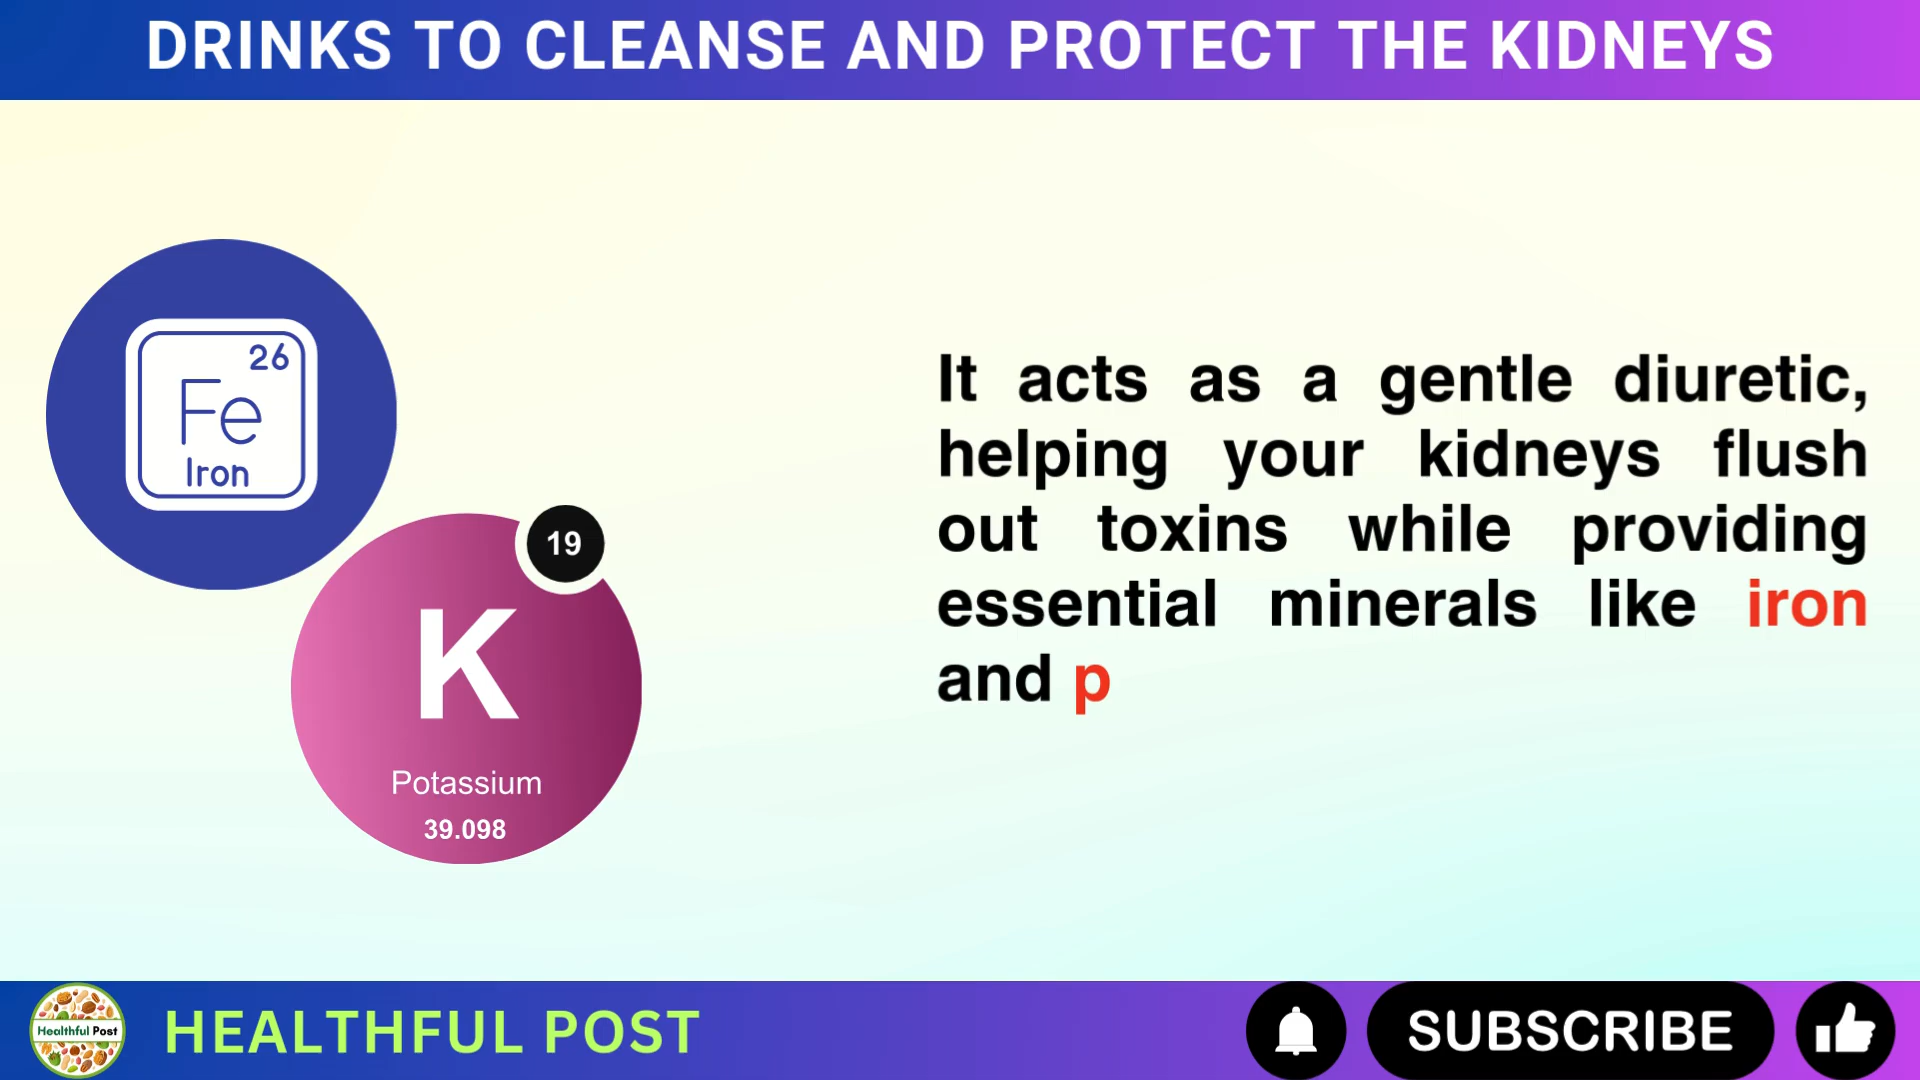 DRINKS TO CLEANSE AND PROTECT THE KIDNEYS
26
Fe
Iron
19
K
Potassium
39.098
It acts as a gentle diuretic,
helping your kidneys flush
out toxins while providing
essential minerals like iron
and p
Healthful Post
HEALTHFUL POST
SUBSCRIBE